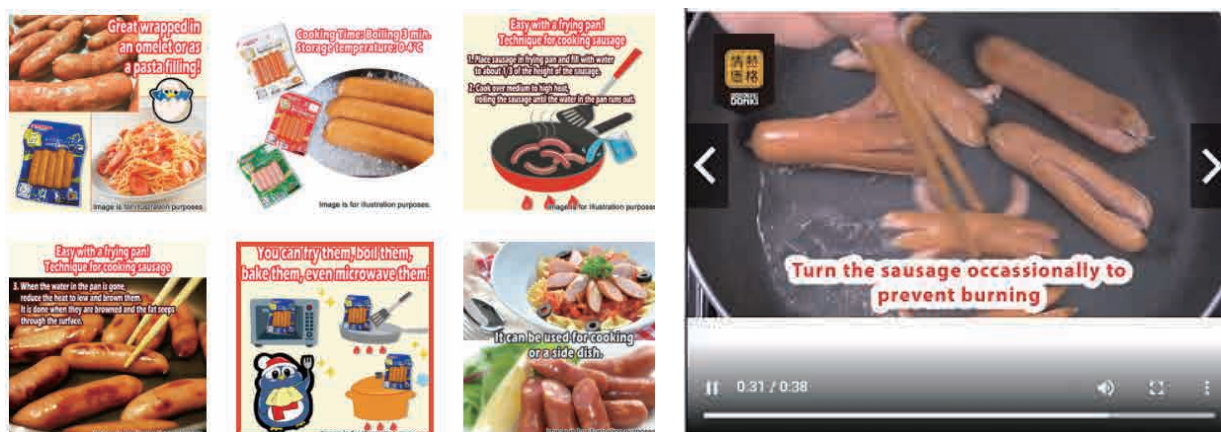 Great wrapped in
an omelet or as
a pasta filling!
Image is for illustration purposes
Cooking Time: Boiling 3 min.
Storage temperature: 0-4°C
Image is for illustration purposes.
Easy with a frying pan!
Technique for cooking sausage
1. Place sausage in frying pan and fill with water
to about 1/3 of the height of the sausage.
2. Cook over medium to high heat,
rolling the sausage until the water in the pan runs out.
Image is for illustration purposes
Easy with a frying pan!
Technique for cooking sausage
3. When the water in the pan is gone,
reduce the heat to low and brown them.
It is done when they are browned and the fat seeps
through the surface.
You can fry them, boil them,
bake them, even microwave them!
It can be used for cooking
or a side dish.
情熱
価格
DONKI
Turn the sausage occassionally to
prevent burning
0:31 / 0:38